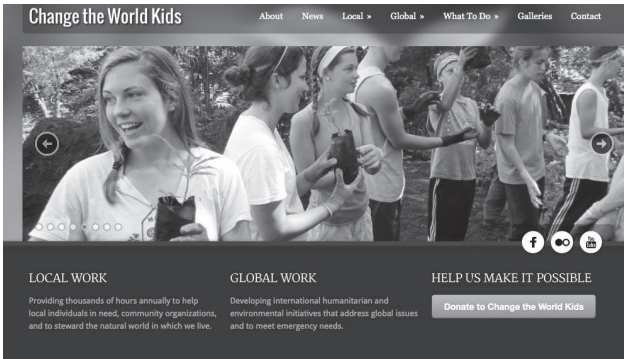 Change the World Kids
About News Local » Global » What To Do » Galleries Contact
LOCAL WORK
Providing thousands of hours annually to help
local individuals in need, community organizations,
and to steward the natural world in which we live.
GLOBAL WORK
Developing international humanitarian and
environmental initiatives that address global issues
and to meet emergency needs.
HELP US MAKE IT POSSIBLE
Donate to Change the World Kids
f
You
Tube